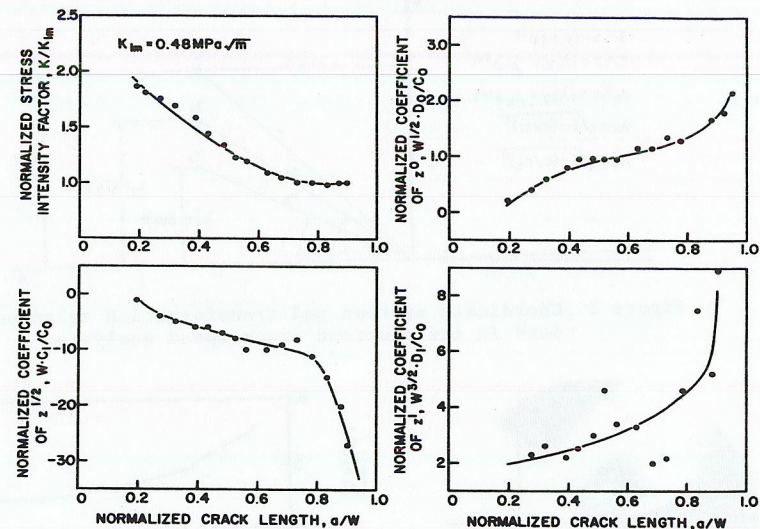 NORMALIZED STRESS
INTENSITY FACTOR, K/K_Im
K_Im = 0.48 MPa √m
2.5
2.0
1.5
1.0
0 0.2 0.4 0.6 0.8 1.0
NORMALIZED COEFFICIENT
OF z^0, W^1/2·D_0/C_0
3.0
2.0
1.0
0
0 0.2 0.4 0.6 0.8 1.0
NORMALIZED COEFFICIENT
OF z^1/2, W·C_1/C_0
0
-10
-20
-30
0 0.2 0.4 0.6 0.8 1.0
NORMALIZED CRACK LENGTH, a/W
NORMALIZED COEFFICIENT
OF z^1, W^3/2·D_1/C_0
8
6
4
2
0 0.2 0.4 0.6 0.8 1.0
NORMALIZED CRACK LENGTH, a/W